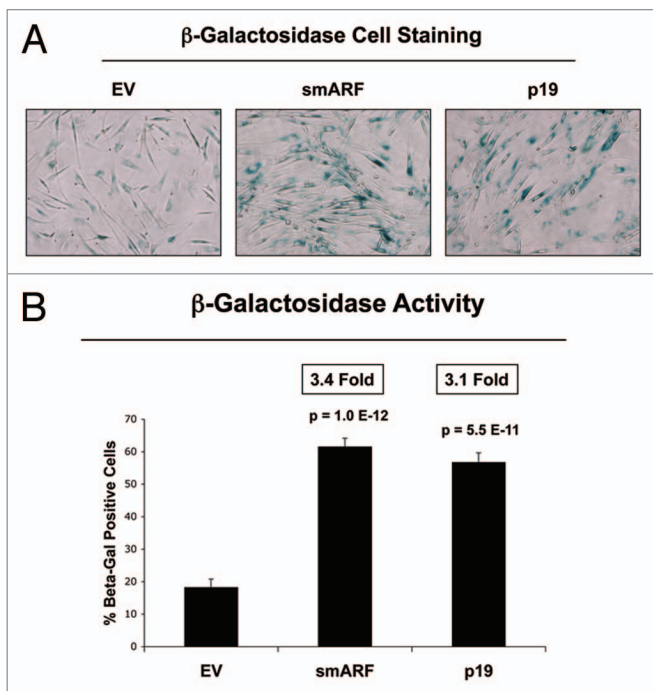 A
β-Galactosidase Cell Staining
EV smARF p19
B
β-Galactosidase Activity
3.4 Fold 3.1 Fold
p = 1.0 E-12 p = 5.5 E-11
% Beta-Gal Positive Cells
70
60
50
40
30
20
10
0
EV smARF p19